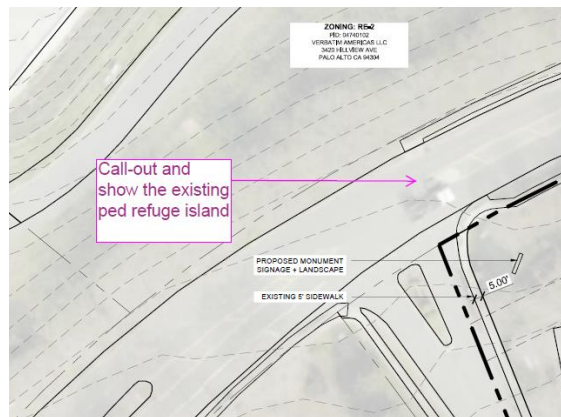 ZONING: RE-2
PID: 04740102
VERBATIM AMERICAS LLC
3423 HILLVIEW AVE
PALO ALTO CA 94304
Call-out and
show the existing
ped refuge island
PROPOSED MONUMENT
SIGNAGE + LANDSCAPE
EXISTING 5' SIDEWALK
5.00'